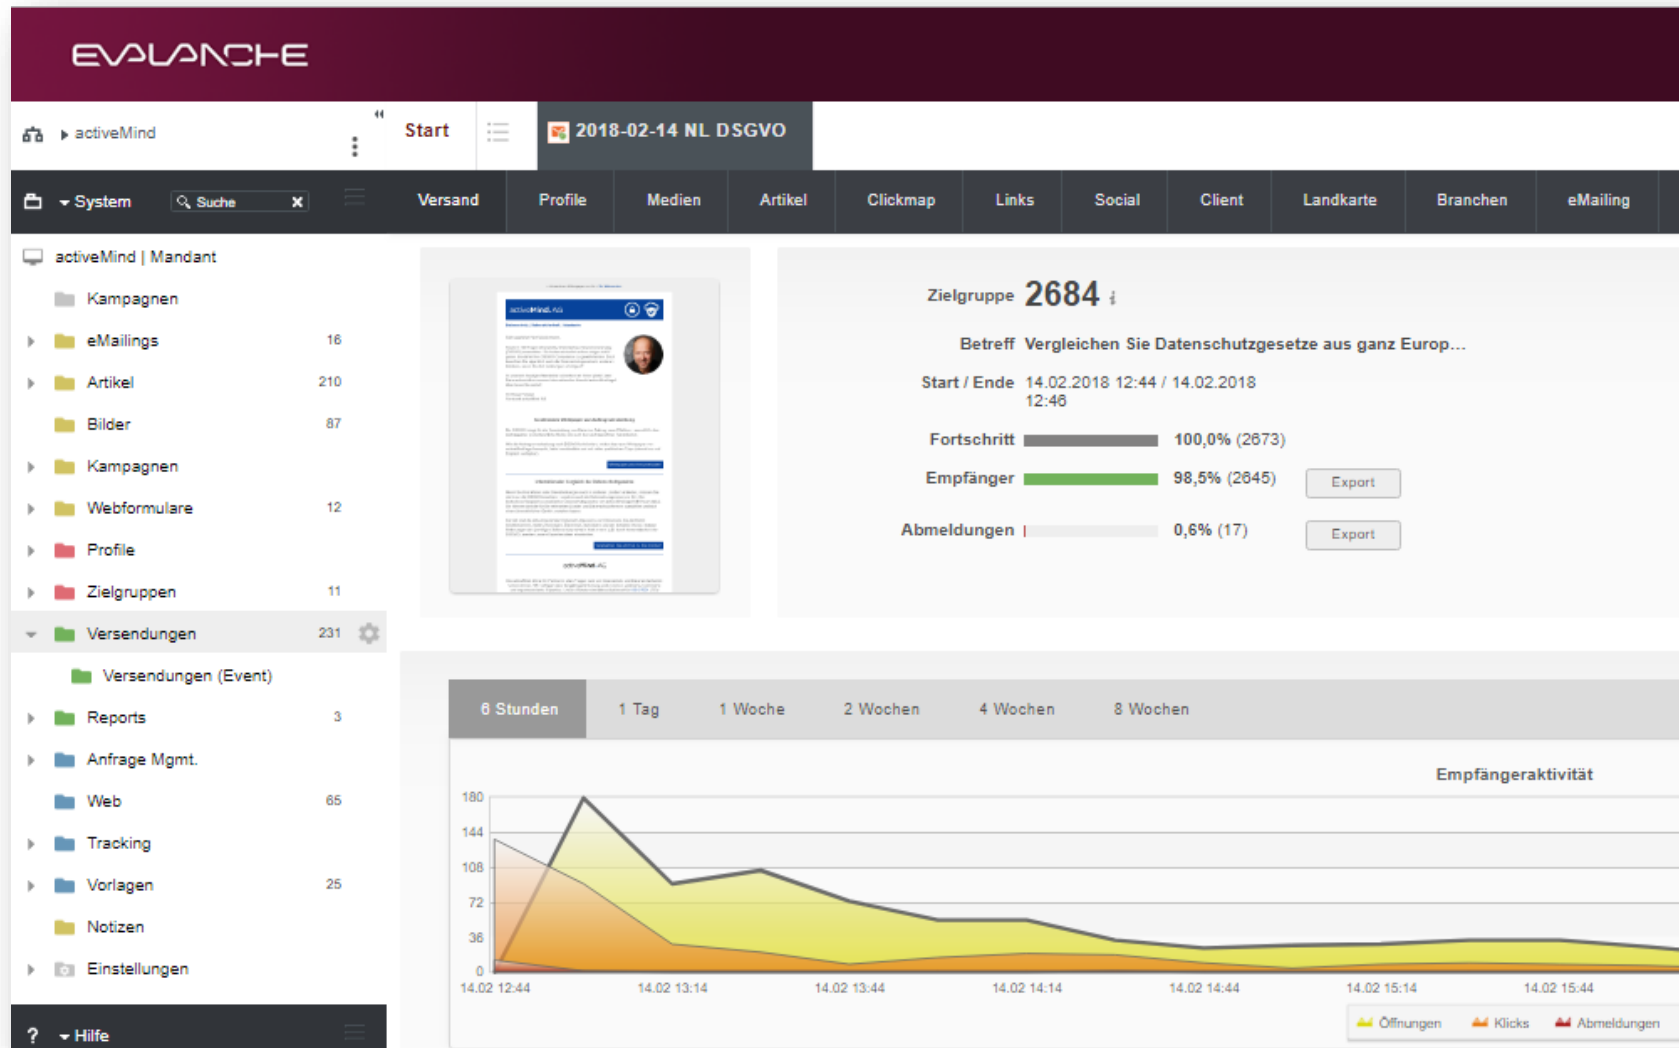 EVALANCHE
activeMind
Start
2018-02-14 NL DSGVO
System
Suche
Versand
Profile
Medien
Artikel
Clickmap
Links
Social
Client
Landkarte
Branchen
eMailing
activeMind | Mandant
Kampagnen
eMailings 16
Artikel 210
Bilder 87
Kampagnen
Webformulare 12
Profile
Zielgruppen 11
Versendungen 231
Versendungen (Event)
Reports 3
Anfrage Mgmt.
Web 65
Tracking
Vorlagen 25
Notizen
Einstellungen
? Hilfe
activeMind.AG
Zielgruppe 2684 i
Betreff Vergleichen Sie Datenschutzgesetze aus ganz Europ...
Start / Ende 14.02.2018 12:44 / 14.02.2018
12:46
Fortschritt 100,0% (2673)
Empfänger 98,5% (2645) Export
Abmeldungen 0,6% (17) Export
6 Stunden
1 Tag
1 Woche
2 Wochen
4 Wochen
8 Wochen
Empfängeraktivität
180
144
108
72
36
0
14.02 12:44
14.02 13:14
14.02 13:44
14.02 14:14
14.02 14:44
14.02 15:14
14.02 15:44
Öffnungen
Klicks
Abmeldungen